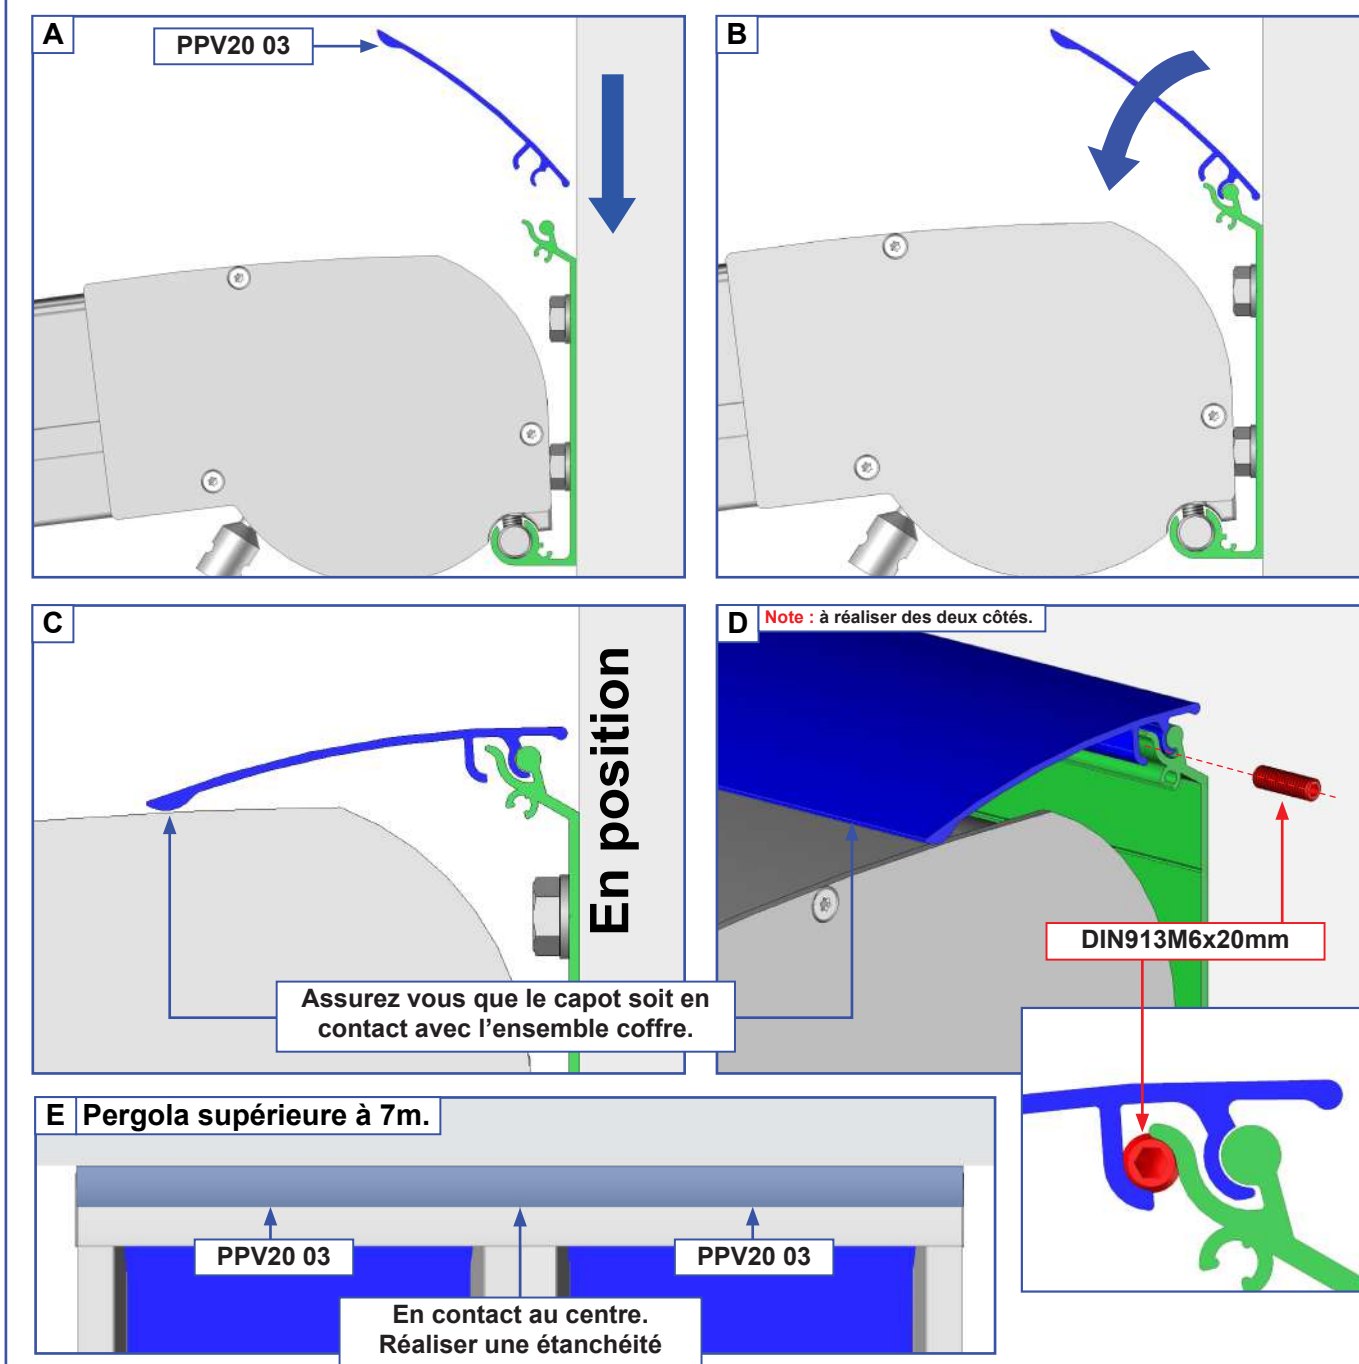 A
PPV20 03
B
C
En position
D
Note : à réaliser des deux côtés.
DIN913M6x20mm
Assurez vous que le capot soit en
contact avec l'ensemble coffre.
E
Pergola supérieure à 7m.
PPV20 03
PPV20 03
En contact au centre.
Réaliser une étanchéité